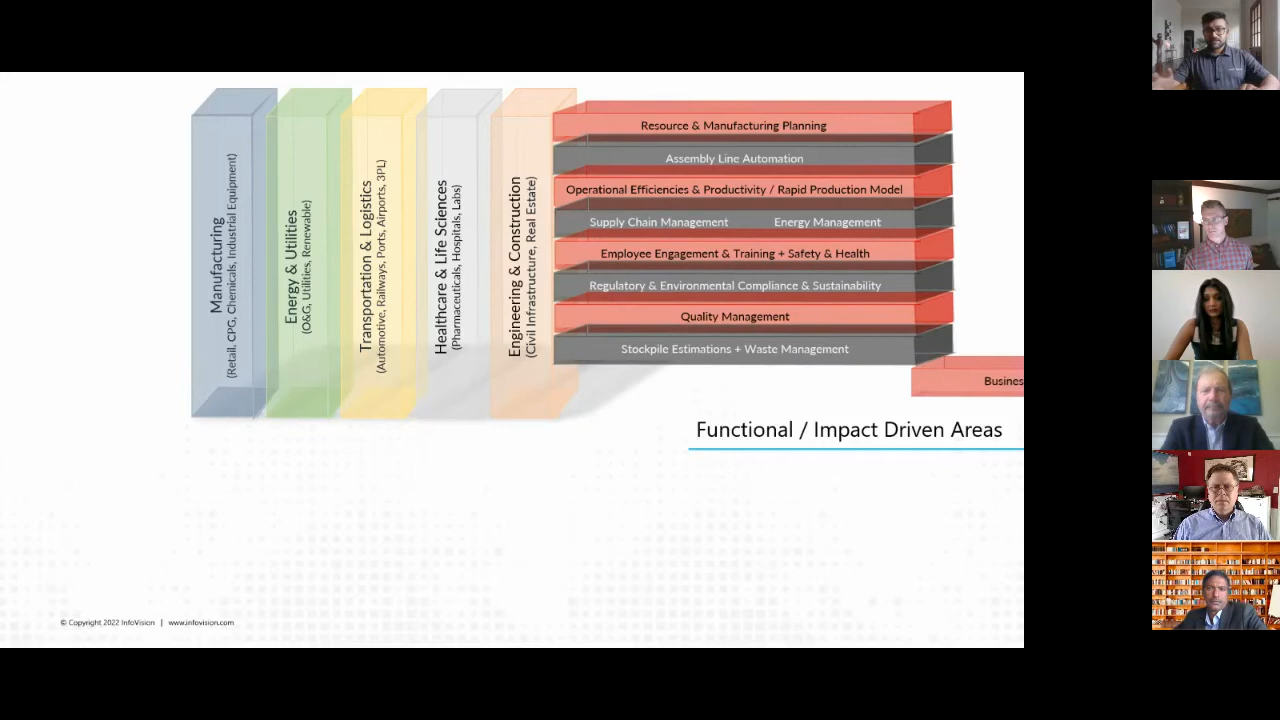 Manufacturing
(Retail, CPG, Chemicals, Industrial Equipment)
Energy & Utilities
(O&G, Utilities, Renewable)
Transportation & Logistics
(Automotive, Railways, Ports, Airports, 3PL)
Healthcare & Life Sciences
(Pharmaceuticals, Hospitals, Labs)
Engineering & Construction
(Civil Infrastructure, Real Estate)
Resource & Manufacturing Planning
Assembly Line Automation
Operational Efficiencies & Productivity / Rapid Production Model
Supply Chain Management Energy Management
Employee Engagement & Training + Safety & Health
Regulatory & Environmental Compliance & Sustainability
Quality Management
Stockpile Estimations + Waste Management
Busines
Functional / Impact Driven Areas
© Copyright 2022 InfoVision | www.infovision.com